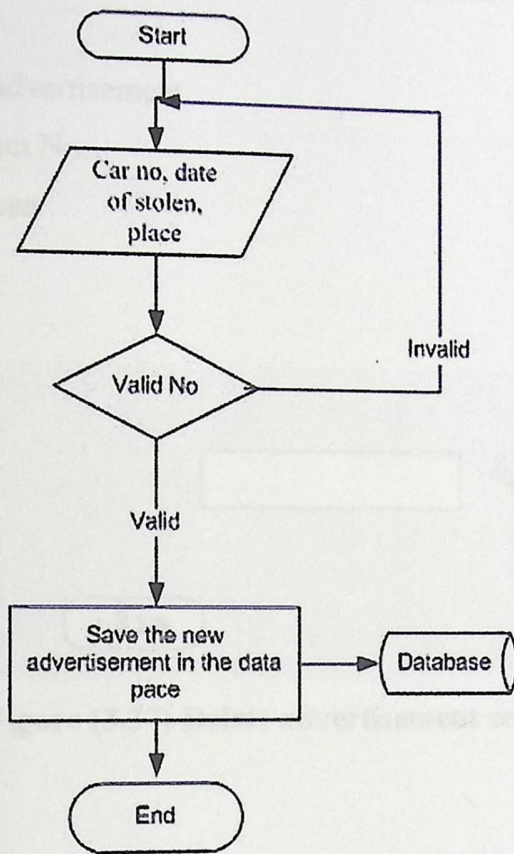 Start
Car no, date
of stolen,
place
Invalid
Valid No
Valid
Save the new
advertisement in the data
pace
Database
End